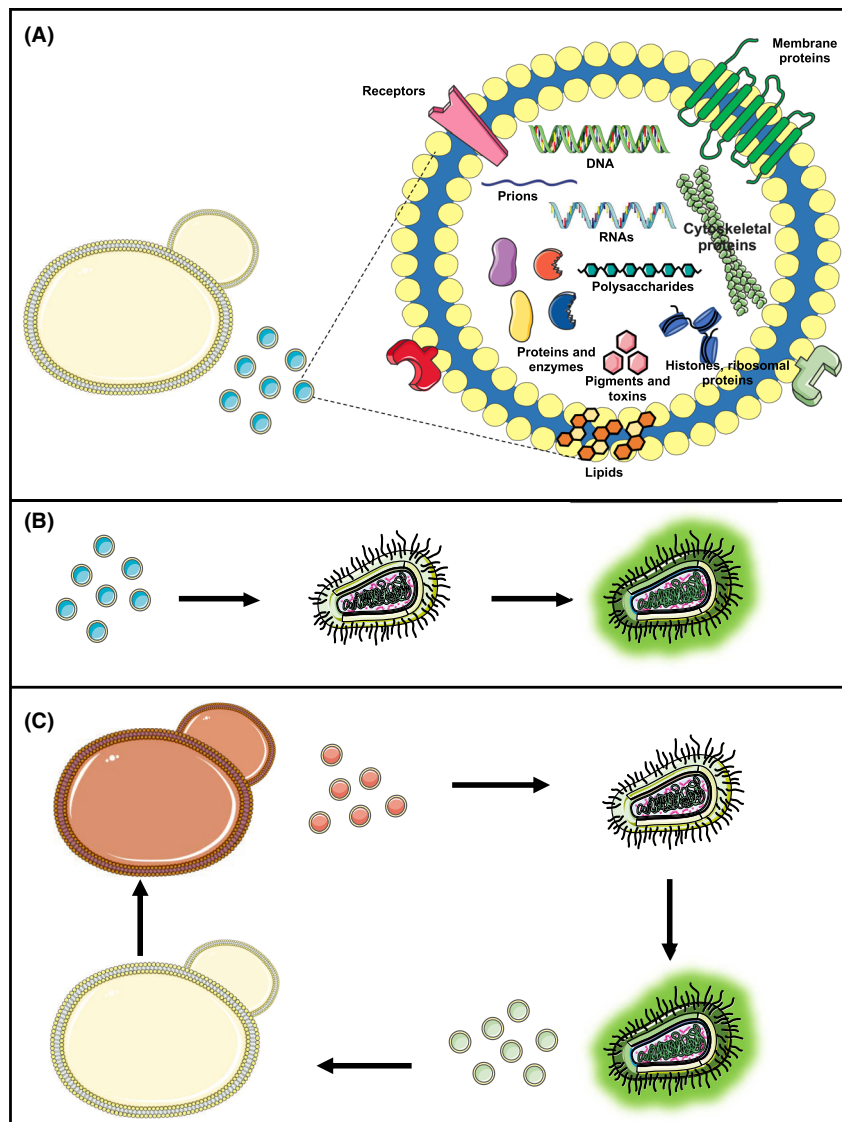 (A)
Membrane
proteins
Receptors
DNA
Prions
RNAs
Cytoskeletal
proteins
Polysaccharides
Proteins and
enzymes
Pigments and
toxins
Histones, ribosomal
proteins
Lipids
(B)
(C)